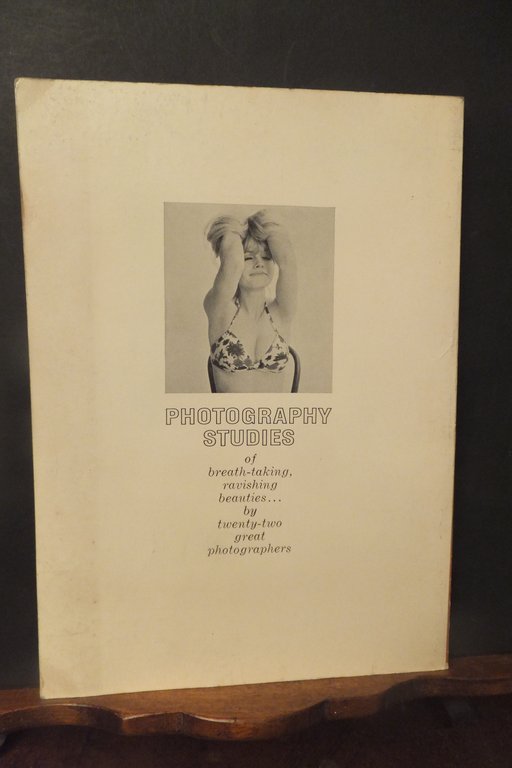 PHOTOGRAPHY
STUDIES
of
breath-taking,
ravishing
beauties...
by
twenty-two
great
photographers